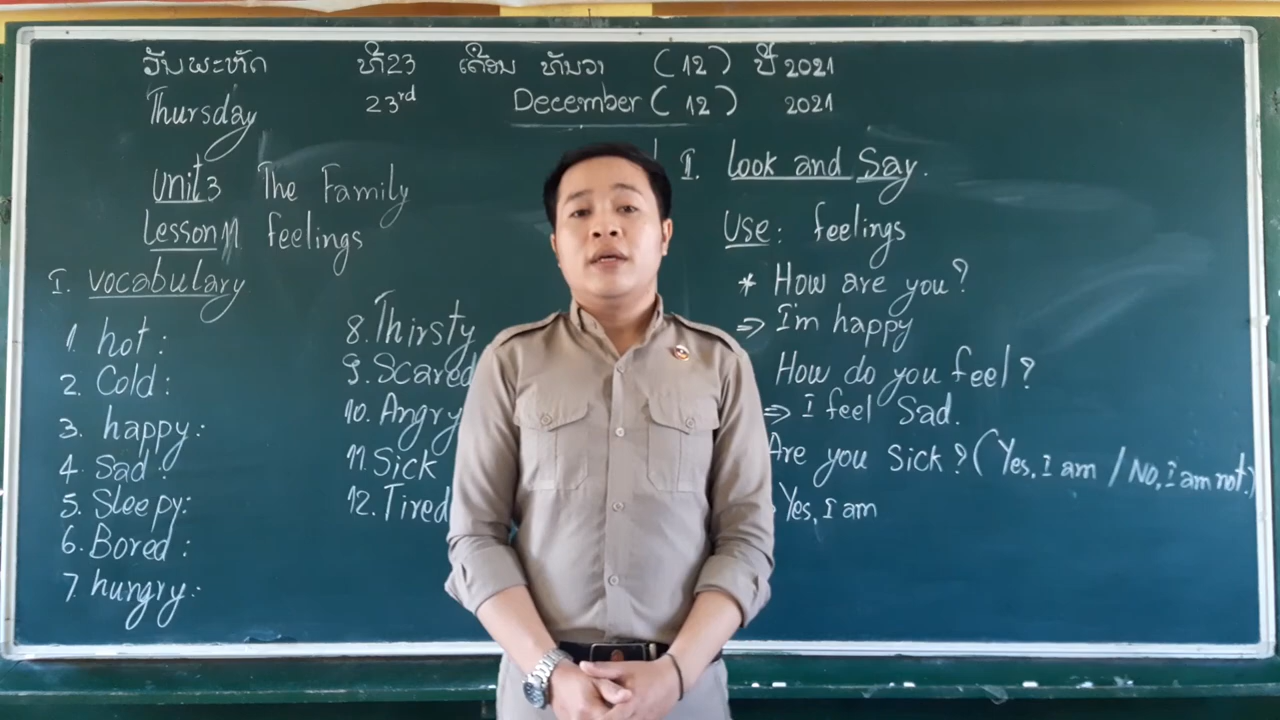 ວັນພະຫັດ ທີ23 ເດືອນ ທັນວາ (12) ປີ 2021
Thursday 23rd December (12) 2021
Unit 3 The Family
Lesson 11 feelings
I. vocabulary
1. hot :
2. Cold :
3. happy :
4. Sad :
5. Sleepy :
6. Bored :
7. hungry :
8. Thirsty
9. Scared
10. Angry
11. Sick
12. Tired
II. look and Say.
Use : feelings
* How are you?
⇒ I'm happy
How do you feel?
⇒ I feel Sad.
Are you Sick? (Yes, I am / No, I am not.)
Yes, I am